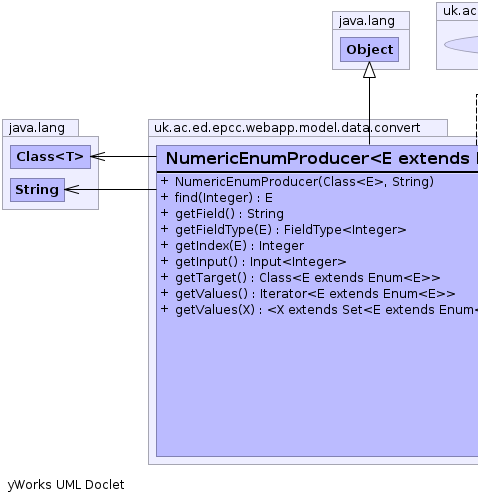 java.lang
uk.ac
Object
java.lang
uk.ac.ed.epcc.webapp.model.data.convert
Class<T>
NumericEnumProducer<E extends
String
+ NumericEnumProducer(Class<E>, String)
+ find(Integer) : E
+ getField() : String
+ getFieldType(E) : FieldType<Integer>
+ getIndex(E) : Integer
+ getInput() : Input<Integer>
+ getTarget() : Class<E extends Enum<E>>
+ getValues() : Iterator<E extends Enum<E>>
+ getValues(X) : <X extends Set<E extends Enum<
yWorks UML Doclet